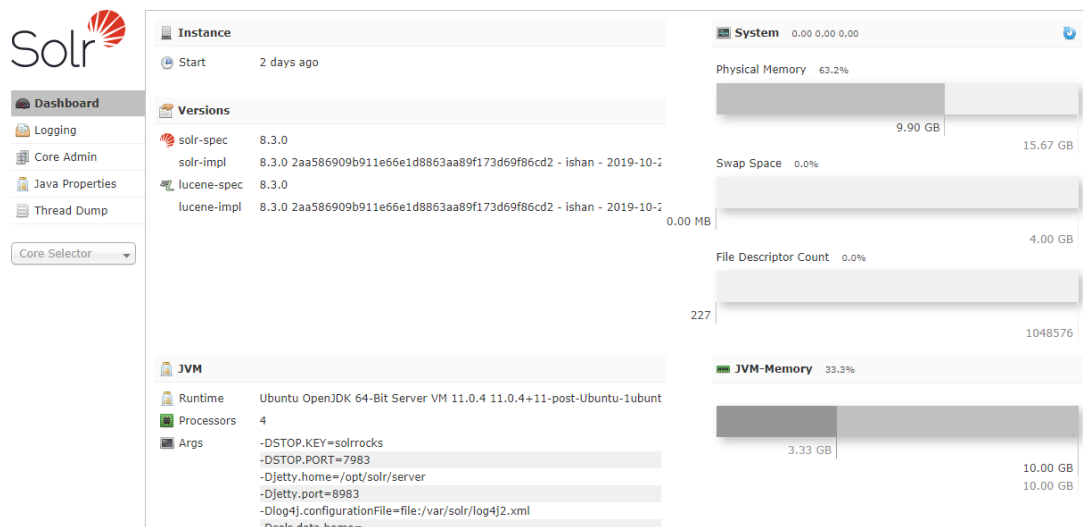 Solr
Dashboard
Logging
Core Admin
Java Properties
Thread Dump
Core Selector
Instance
Start 2 days ago
Versions
solr-spec 8.3.0
solr-impl 8.3.0 2aa586909b911e66e1d8863aa89f173d69f86cd2 - ishan - 2019-10-2
lucene-spec 8.3.0
lucene-impl 8.3.0 2aa586909b911e66e1d8863aa89f173d69f86cd2 - ishan - 2019-10-2
JVM
Runtime Ubuntu OpenJDK 64-Bit Server VM 11.0.4 11.0.4+11-post-Ubuntu-1ubunt
Processors 4
Args -DSTOP.KEY=solrrocks
-DSTOP.PORT=7983
-Djetty.home=/opt/solr/server
-Djetty.port=8983
-Dlog4j.configurationFile=file:/var/solr/log4j2.xml
System 0.00 0.00 0.00
Physical Memory 63.2%
9.90 GB
15.67 GB
Swap Space 0.0%
0.00 MB
4.00 GB
File Descriptor Count 0.0%
227
1048576
JVM-Memory 33.3%
3.33 GB
10.00 GB
10.00 GB